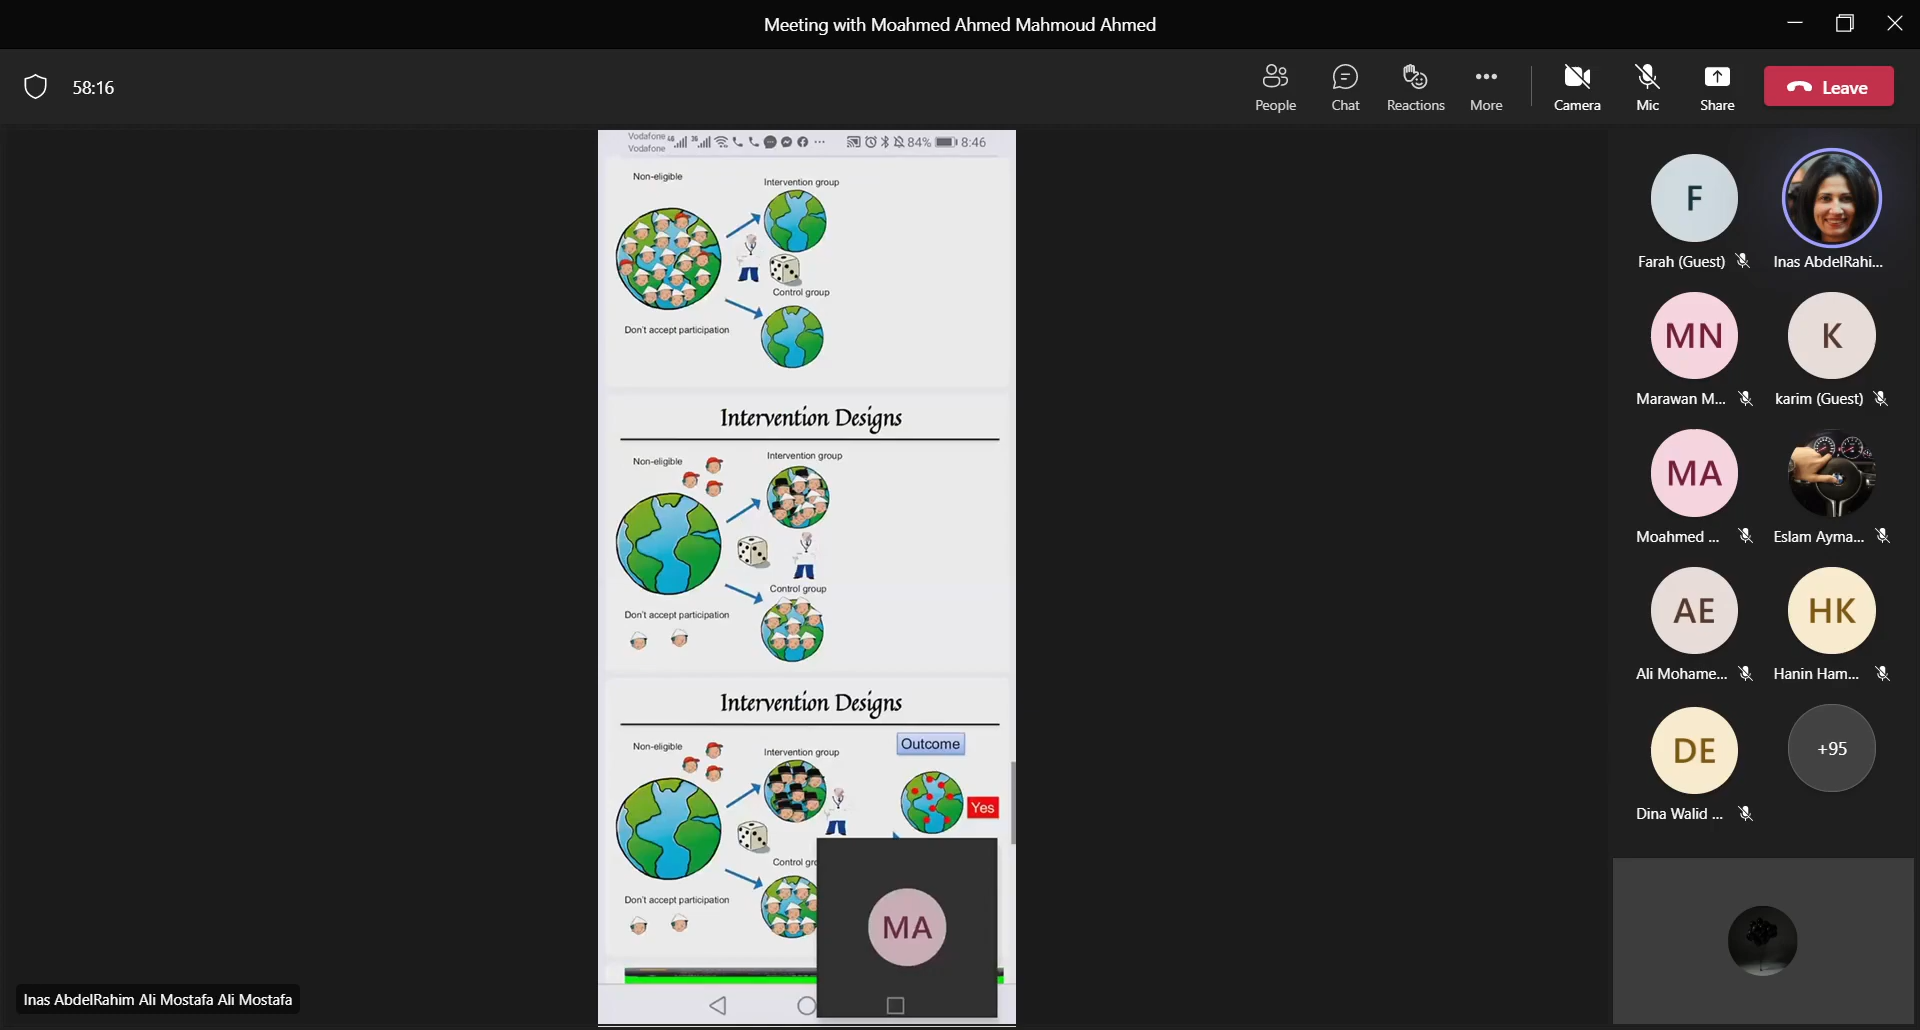 Meeting with Moahmed Ahmed Mahmoud Ahmed
58:16
People
Chat
Reactions
More
Camera
Mic
Share
Leave
Vodafone
Vodafone
4G
3G
84%
8:46
Non-eligible
Intervention group
Control group
Don't accept participation
Intervention Designs
Non-eligible
Intervention group
Control group
Don't accept participation
Intervention Designs
Outcome
Non-eligible
Intervention group
Yes
Control gr
Don't accept participation
MA
F
Farah (Guest)
Inas AbdelRahi...
MN
K
Marawan M...
karim (Guest)
MA
Moahmed ...
Eslam Ayma...
AE
HK
Ali Mohame...
Hanin Ham...
DE
+95
Dina Walid ...
Inas AbdelRahim Ali Mostafa Ali Mostafa